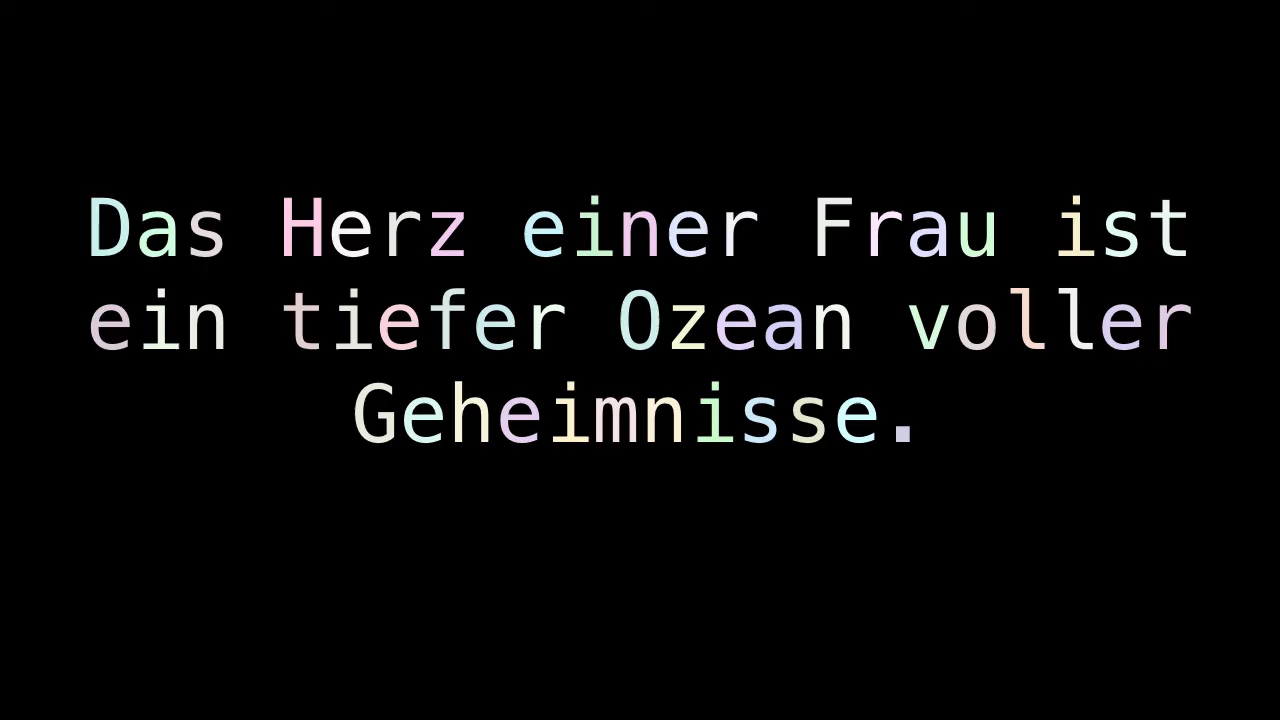 Das Herz einer Frau ist
ein tiefer Ozean voller
Geheimnisse.